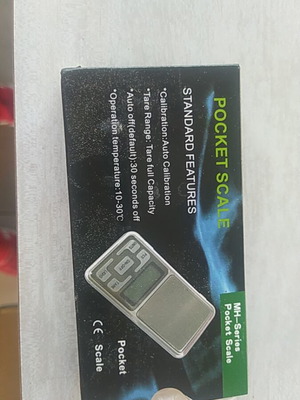 POCKET SCALE
STANDARD FEATURES
*Calibration:Auto Calibration
*Tare Range: Tare full Capacity
*Auto off(default):30 seconds off
*Operation temperature:10-30℃
MH-Series
Pocket Scale
Pocket
CE Scale